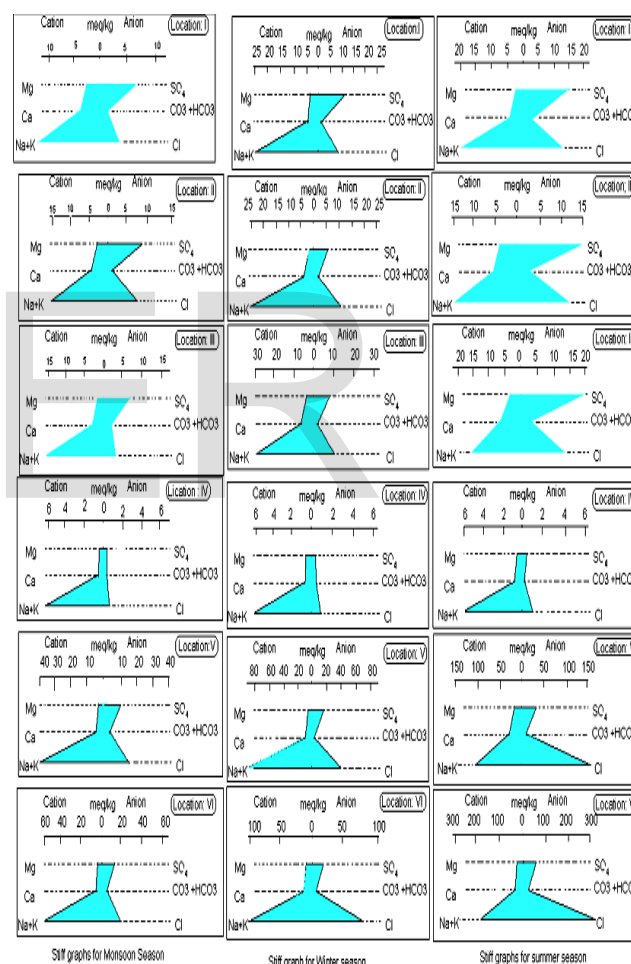 Cation meq/kg Anion Location: I
10 5 0 5 10
Mg SO4
Ca CO3 +HCO3
Na+K Cl
Cation meq/kg Anion Location:I
25 20 15 10 5 0 5 10 15 20 25
Mg SO4
Ca CO3 +HCO3
Na+K Cl
Cation meq/kg Anion Location: I
20 15 10 5 0 5 10 15 20
Mg SO4
Ca CO3 +HCO3
Na+K Cl
Cation meq/kg Anion Location: II
15 10 5 0 5 10 15
Mg SO4
Ca CO3 +HCO3
Na+K Cl
Cation meq/kg Anion Location: II
25 20 15 10 5 0 5 10 15 20 25
Mg SO4
Ca CO3 +HCO3
Na+K Cl
Cation meq/kg Anion
15 10 5 0 5 10 15
Mg SO4
Ca CO3 +HCO3
Na+K Cl
Cation meq/kg Anion Location: III
15 10 5 0 5 10 15
Mg SO4
Ca CO3 +HCO3
Na+K Cl
Cation meq/kg Anion Location: III
30 20 10 0 10 20 30
Mg SO4
Ca CO3 +HCO3
Na+K Cl
Cation meq/kg Anion
20 15 10 5 0 5 10 15 20
Mg SO4
Ca CO3 +HCO3
Na+K Cl
Cation meq/kg Anion Lication: IV
6 4 2 0 2 4 6
Mg SO4
Ca CO3 +HCO3
Na+K Cl
Cation meq/kg Anion Location: IV
6 4 2 0 2 4 6
Mg SO4
Ca CO3 +HCO3
Na+K Cl
Cation meq/kg Anion
6 4 2 0 2 4 6
Mg SO4
Ca CO3 +HCO3
Na+K Cl
Cation meq/kg Anion Location: V
40 30 20 10 0 10 20 30 40
Mg SO4
Ca CO3 +HCO3
Na+K Cl
Cation meq/kg Anion Location: V
80 60 40 20 0 20 40 60 80
Mg SO4
Ca CO3 +HCO3
Na+K Cl
Cation meq/kg Anion
150 100 50 0 50 100 150
Mg SO4
Ca CO3 +HCO3
Na+K Cl
Cation meq/kg Anion Location: VI
60 40 20 0 20 40 60
Mg SO4
Ca CO3 +HCO3
Na+K Cl
Cation meq/kg Anion Location: VI
100 50 0 50 100
Mg SO4
Ca CO3 +HCO3
Na+K Cl
Cation meq/kg Anion
300 200 100 0 100 200 300
Mg SO4
Ca CO3 +HCO3
Na+K Cl
Stiff graphs for Monsoon Season
Stiff graph for Winter season
Stiff graphs for summer season
ER